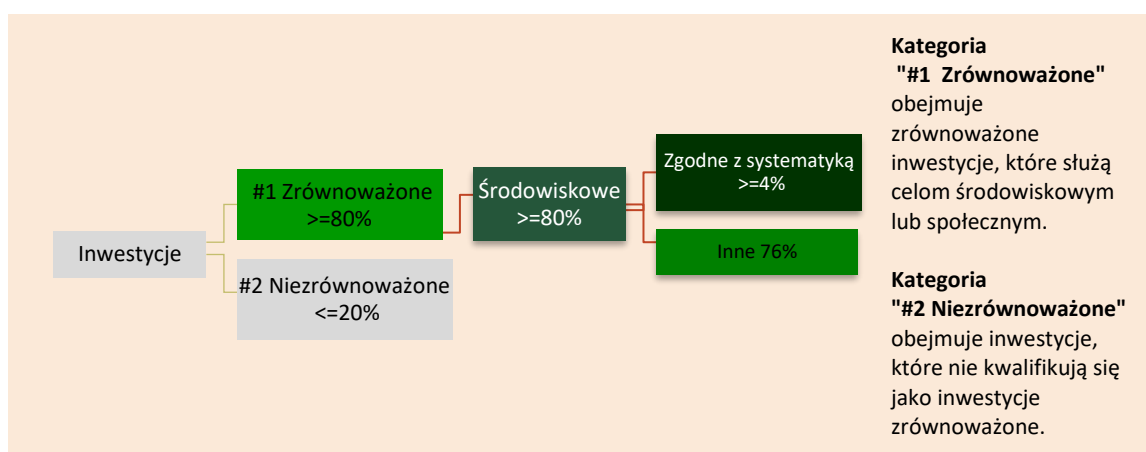 Inwestycje
#1 Zrównoważone
>=80%
#2 Niezrównoważone
<=20%
Środowiskowe
>=80%
Zgodne z systematyką
>=4%
Inne 76%
Kategoria
"#1 Zrównoważone"
obejmuje
zrównoważone
inwestycje, które służą
celom środowiskowym
lub społecznym.
Kategoria
"#2 Niezrównoważone"
obejmuje inwestycje,
które nie kwalifikują się
jako inwestycje
zrównoważone.